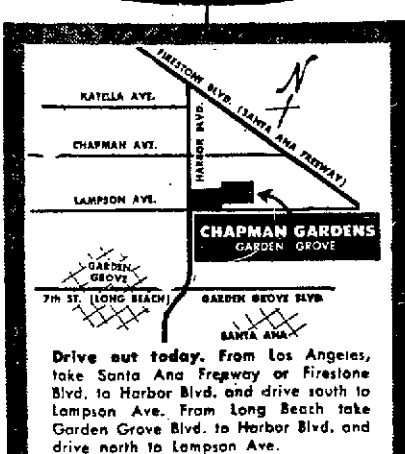 FIRESTONE BLVD. (SANTA ANA FREEWAY)
N
KATELLA AVE.
HARBOR BLVD.
CHAPMAN AVE.
LAMPSON AVE.
CHAPMAN GARDENS
GARDEN GROVE
GARDEN
GROVE
7th ST. (LONG BEACH) GARDEN GROVE BLVD.
SANTA ANA
Drive out today. From Los Angeles,
take Santa Ana Freeway or Firestone
Blvd. to Harbor Blvd. and drive south to
Lampson Ave. From Long Beach take
Garden Grove Blvd. to Harbor Blvd. and
drive north to Lampson Ave.